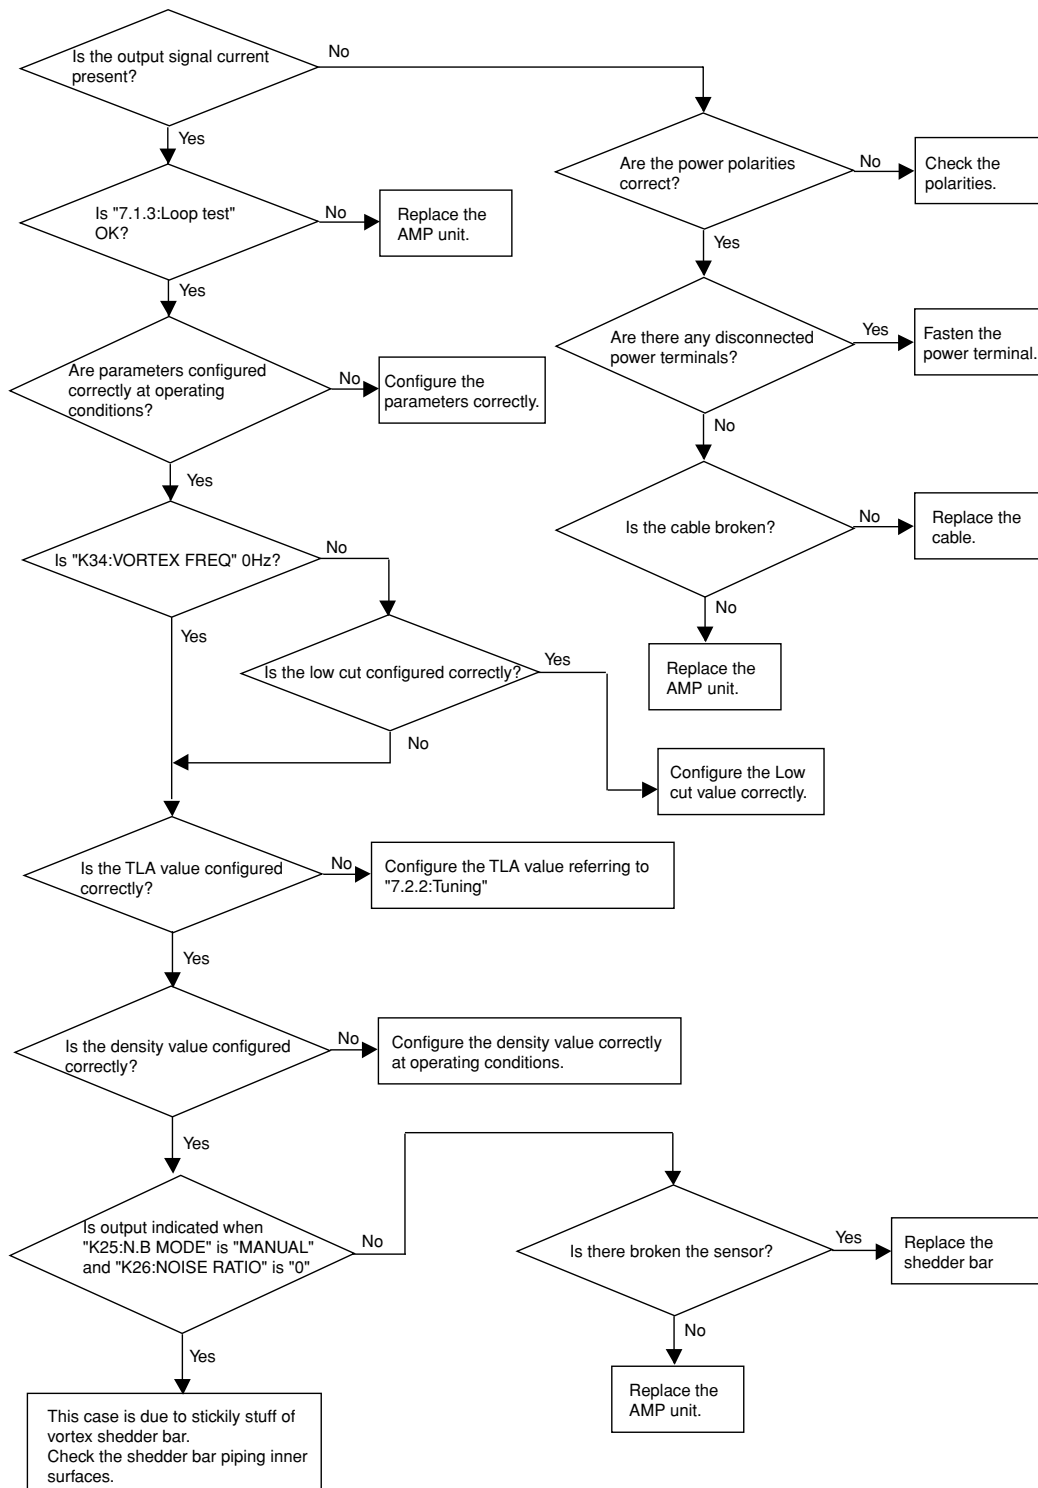 Is the output signal current
present?
No
Yes
Are the power polarities
correct?
No
Check the
polarities.
Is "7.1.3:Loop test"
OK?
No
Replace the
AMP unit.
Yes
Yes
Are there any disconnected
power terminals?
Yes
Fasten the
power terminal.
Are parameters configured
correctly at operating
conditions?
No
Configure the
parameters correctly.
No
Yes
Is the cable broken?
No
Replace the
cable.
Is "K34:VORTEX FREQ" 0Hz?
No
No
Yes
Replace the
AMP unit.
Is the low cut configured correctly?
Yes
No
Configure the Low
cut value correctly.
Is the TLA value configured
correctly?
No
Configure the TLA value referring to
"7.2.2:Tuning"
Yes
Is the density value configured
correctly?
No
Configure the density value correctly
at operating conditions.
Yes
Is output indicated when
"K25:N.B MODE" is "MANUAL"
and "K26:NOISE RATIO" is "0"
No
Is there broken the sensor?
Yes
Replace the
shedder bar
No
Yes
Replace the
AMP unit.
This case is due to stickily stuff of
vortex shedder bar.
Check the shedder bar piping inner
surfaces.